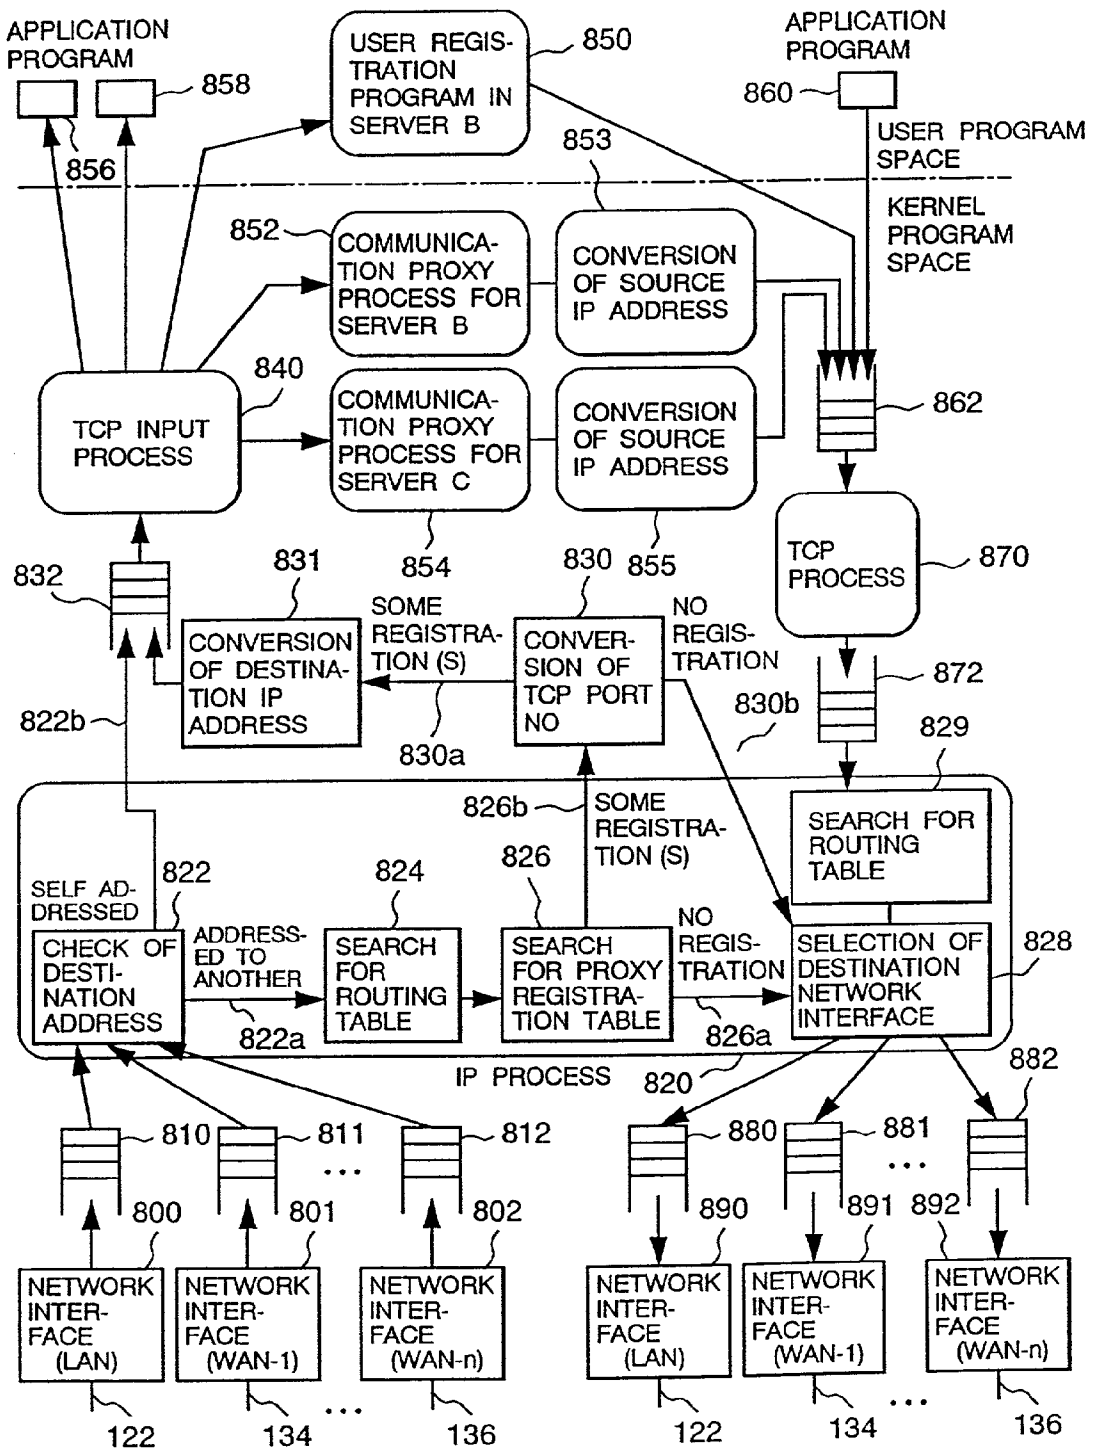 APPLICATION
PROGRAM
858
856
USER REGIS-
TRATION
PROGRAM IN
SERVER B
850
APPLICATION
PROGRAM
860
USER PROGRAM
SPACE
853
KERNEL
PROGRAM
SPACE
852
COMMUNICA-
TION PROXY
PROCESS FOR
SERVER B
CONVERSION
OF SOURCE
IP ADDRESS
840
TCP INPUT
PROCESS
COMMUNICA-
TION PROXY
PROCESS FOR
SERVER C
CONVERSION
OF SOURCE
IP ADDRESS
862
854
855
TCP
PROCESS
870
832
831
830
SOME
REGISTRA-
TION (S)
NO
REGIS-
TRATION
CONVERSION
OF DESTINA-
TION IP
ADDRESS
CONVER-
SION OF
TCP PORT
NO
872
822b
830a
830b
829
826b
SOME
REGISTRA-
TION (S)
SEARCH FOR
ROUTING
TABLE
SELF AD-
DRESSED
822
824
826
CHECK OF
DESTI-
NATION
ADDRESS
ADDRESS-
ED TO
ANOTHER
822a
SEARCH
FOR
ROUTING
TABLE
SEARCH
FOR PROXY
REGISTRA-
TION TABLE
NO
REGIS-
TRATION
826a
SELECTION OF
DESTINATION
NETWORK
INTERFACE
828
IP PROCESS
820
810
811
...
812
880
881
...
882
800
801
802
890
891
892
NETWORK
INTER-
FACE
(LAN)
NETWORK
INTER-
FACE
(WAN-1)
NETWORK
INTER-
FACE
(WAN-n)
NETWORK
INTER-
FACE
(LAN)
NETWORK
INTER-
FACE
(WAN-1)
NETWORK
INTER-
FACE
(WAN-n)
122
134
...
136
122
134
...
136